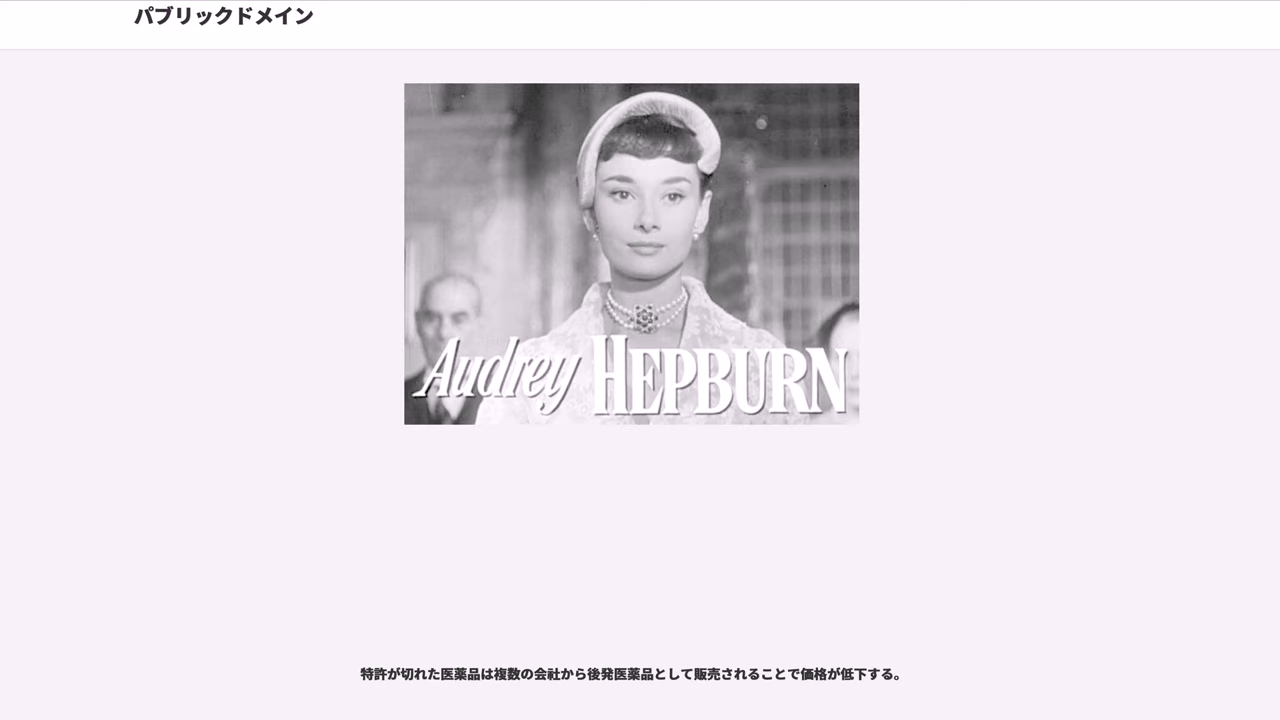 パブリックドメイン
Audrey HEPBURN
特許が切れた医薬品は複数の会社から後発医薬品として販売されることで価格が低下する。